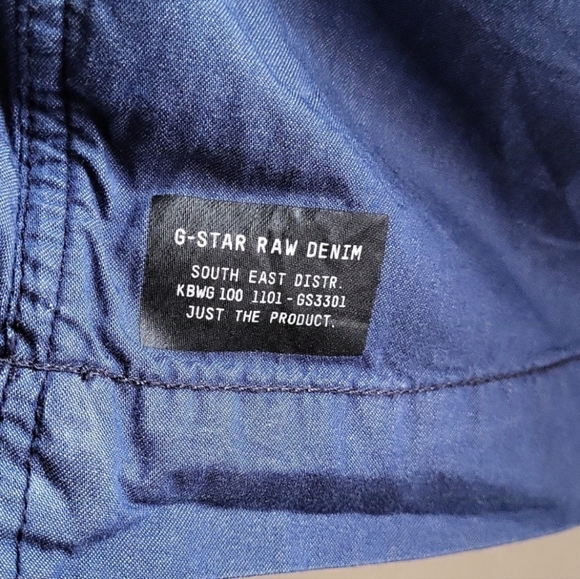 G-STAR RAW DENIM
SOUTH EAST DISTR.
KBWG 100 1101 - GS3301
JUST THE PRODUCT.